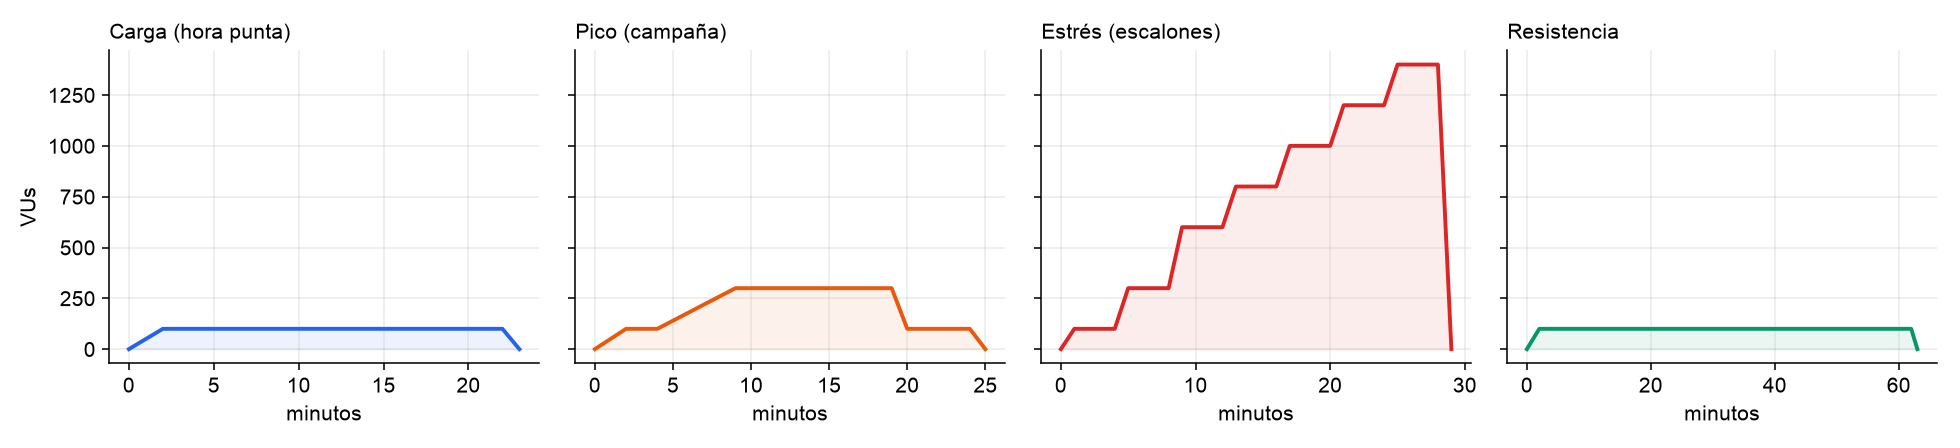 Carga (hora punta)
Pico (campaña)
Estrés (escalones)
Resistencia
VUs
1250
1000
750
500
250
0
0 5 10 15 20
0 5 10 15 20 25
0 10 20 30
0 20 40 60
minutos
minutos
minutos
minutos